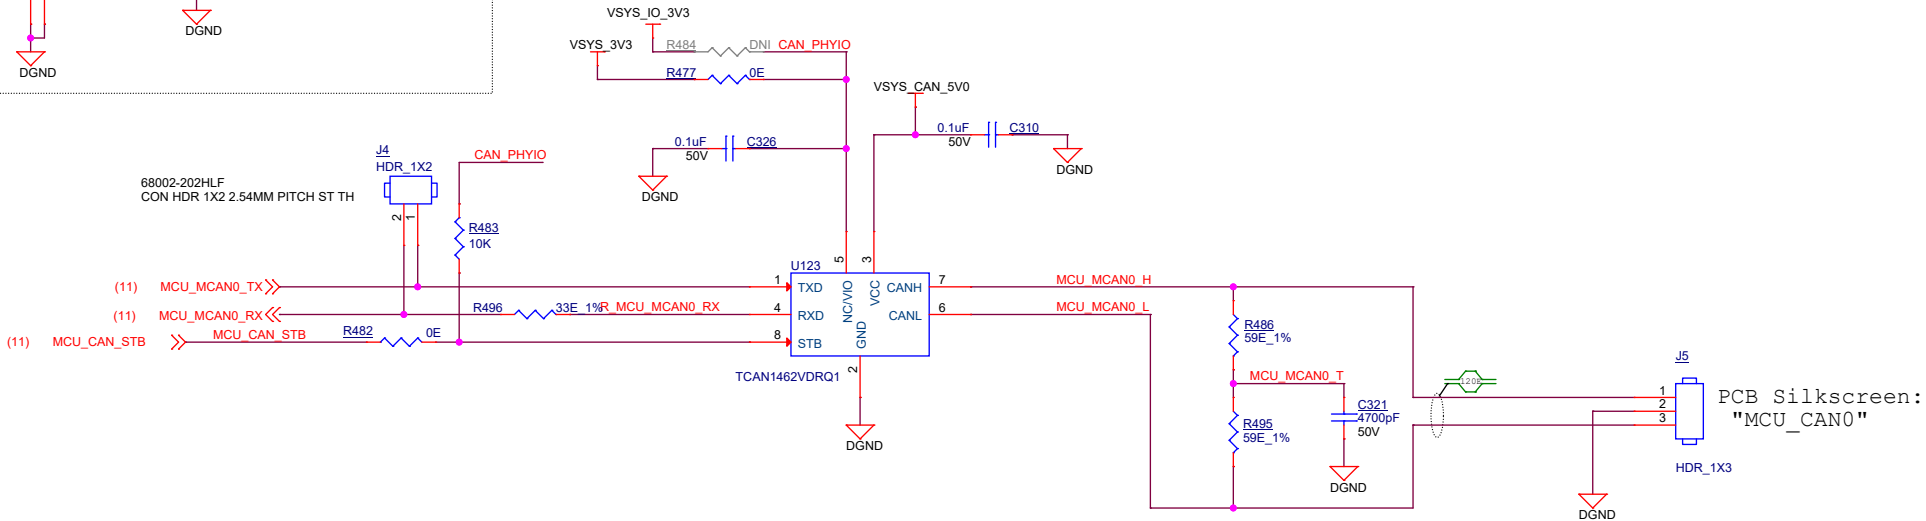 VSYS_IO_3V3
DGND
VSYS_3V3
R484
DNI
CAN_PHYIO
DGND
R477
0E
VSYS_CAN_5V0
0.1uF
C310
50V
0.1uF
C326
50V
J4
HDR_1X2
CAN_PHYIO
DGND
68002-202HLF
CON HDR 1X2 2.54MM PITCH ST TH
DGND
2
1
R483
10K
5
3
U123
(11)
MCU_MCAN0_TX
1
TXD
NC/VIO
VCC
CANH
7
MCU_MCAN0_H
(11)
MCU_MCAN0_RX
R496
33E_1%
R_MCU_MCAN0_RX
4
RXD
CANL
6
MCU_MCAN0_L
(11)
MCU_CAN_STB
MCU_CAN_STB
R482
0E
8
STB
GND
R486
59E_1%
2
TCAN1462VDRQ1
MCU_MCAN0_T
J5
120E
1
2
3
PCB Silkscreen:
"MCU_CAN0"
C321
4700pF
50V
R495
59E_1%
DGND
HDR_1X3
DGND
DGND